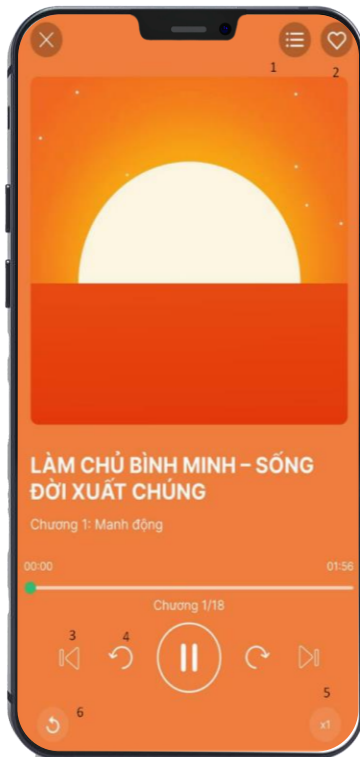 1
2
LÀM CHỦ BÌNH MINH – SỐNG
ĐỜI XUẤT CHÚNG
Chương 1: Manh động
00:00 01:56
Chương 1/18
3 4
5
6 x1